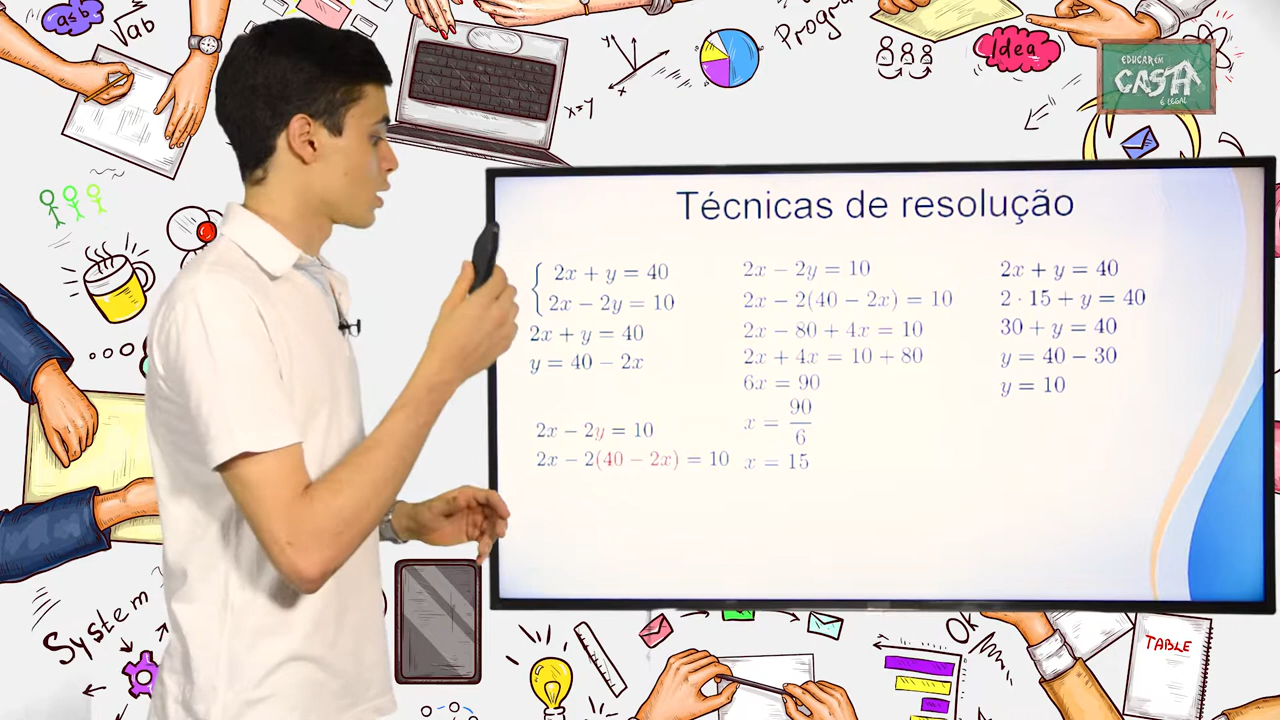 a≤b
√ab
y
x
x=y
Progra
Idea
EDUCAR EM
CASA
É LEGAL
Técnicas de resolução
2x + y = 40
2x − 2y = 10
2x + y = 40
y = 40 − 2x
2x − 2y = 10
2x − 2(40 − 2x) = 10
2x − 2y = 10
2x − 2(40 − 2x) = 10
2x − 80 + 4x = 10
2x + 4x = 10 + 80
6x = 90
x = 90/6
x = 15
2x + y = 40
2 · 15 + y = 40
30 + y = 40
y = 40 − 30
y = 10
System
Ok
TABLE